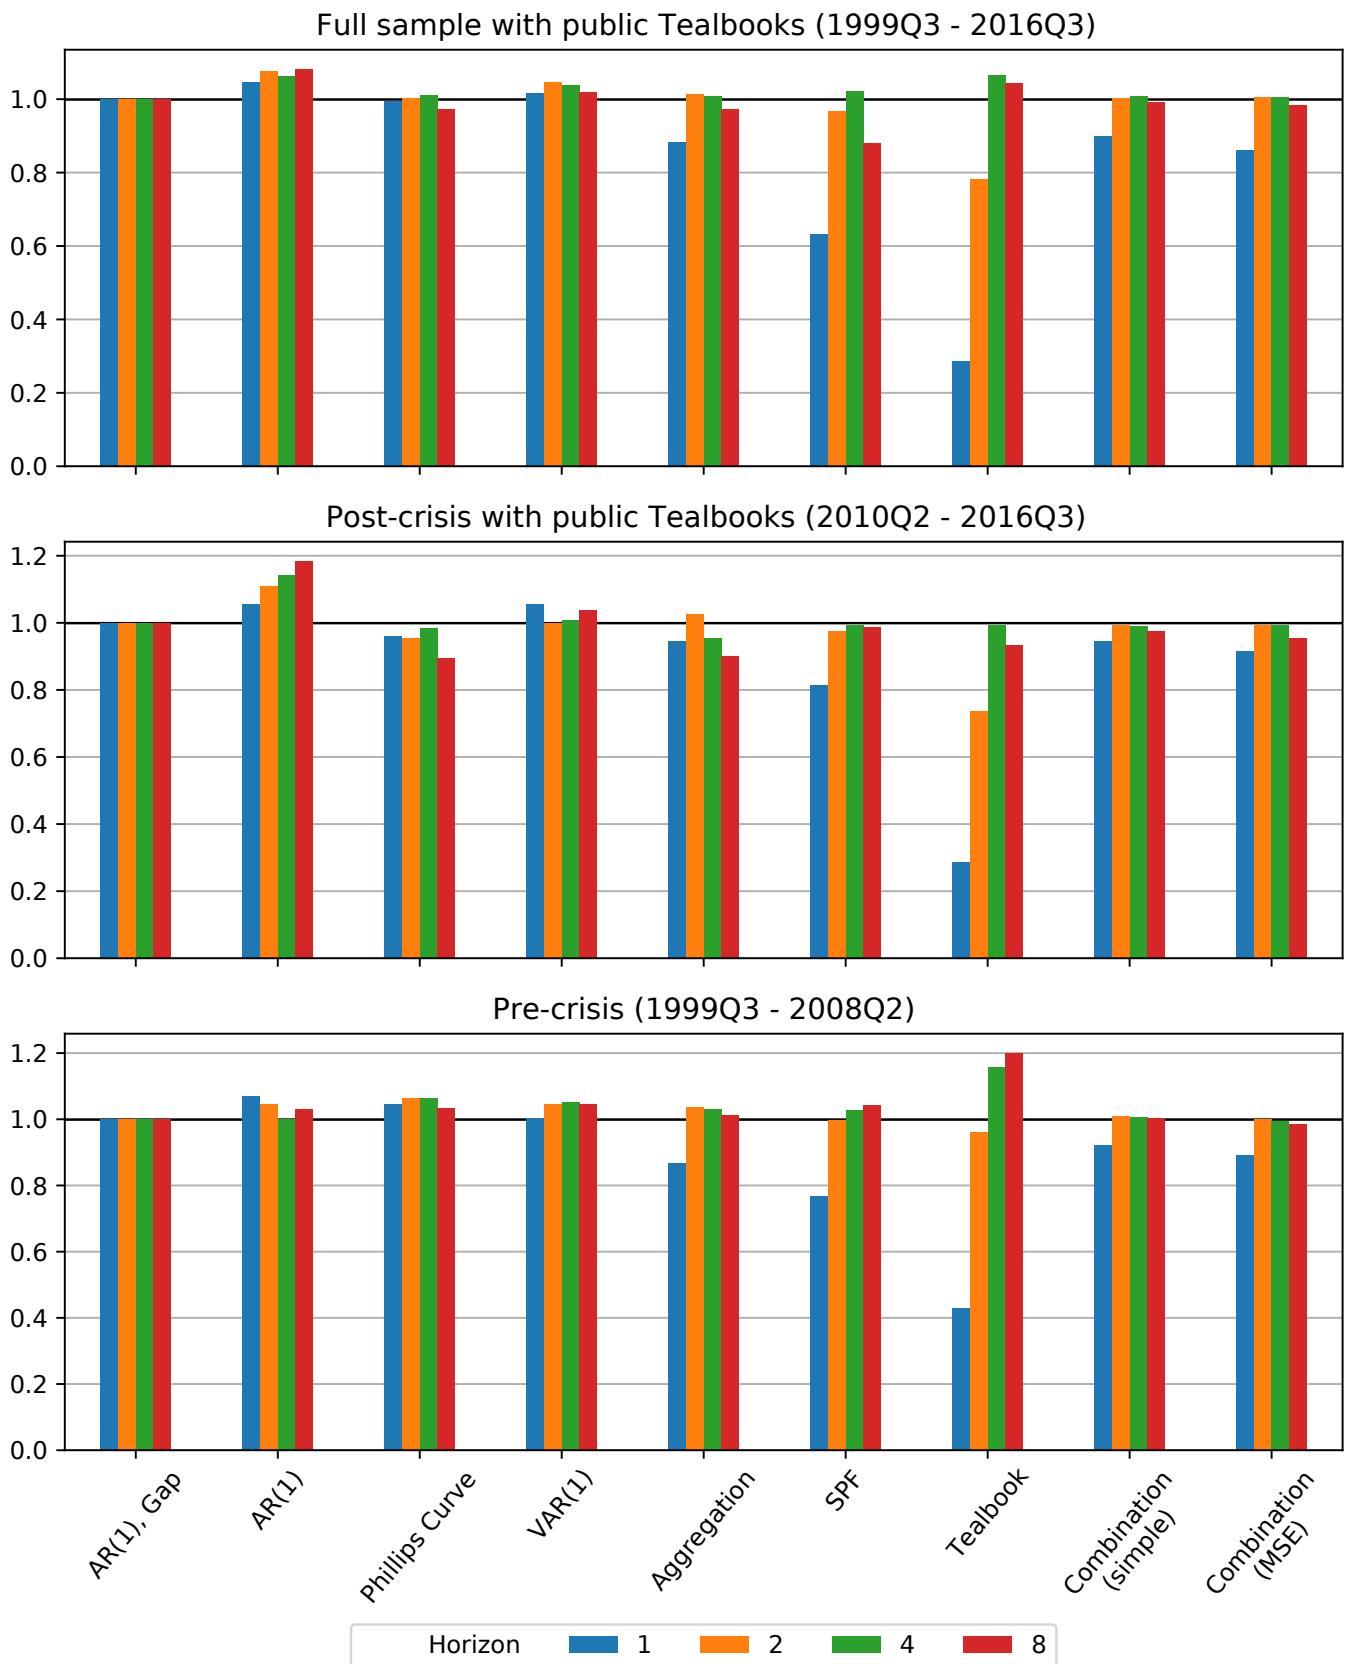 Full sample with public Tealbooks (1999Q3 - 2016Q3)
1.0
0.8
0.6
0.4
0.2
0.0
Post-crisis with public Tealbooks (2010Q2 - 2016Q3)
1.2
1.0
0.8
0.6
0.4
0.2
0.0
Pre-crisis (1999Q3 - 2008Q2)
1.2
1.0
0.8
0.6
0.4
0.2
0.0
AR(1), Gap
AR(1)
Phillips Curve
VAR(1)
Aggregation
SPF
Tealbook
Combination
(simple)
Combination
(MSE)
Horizon 1 2 4 8